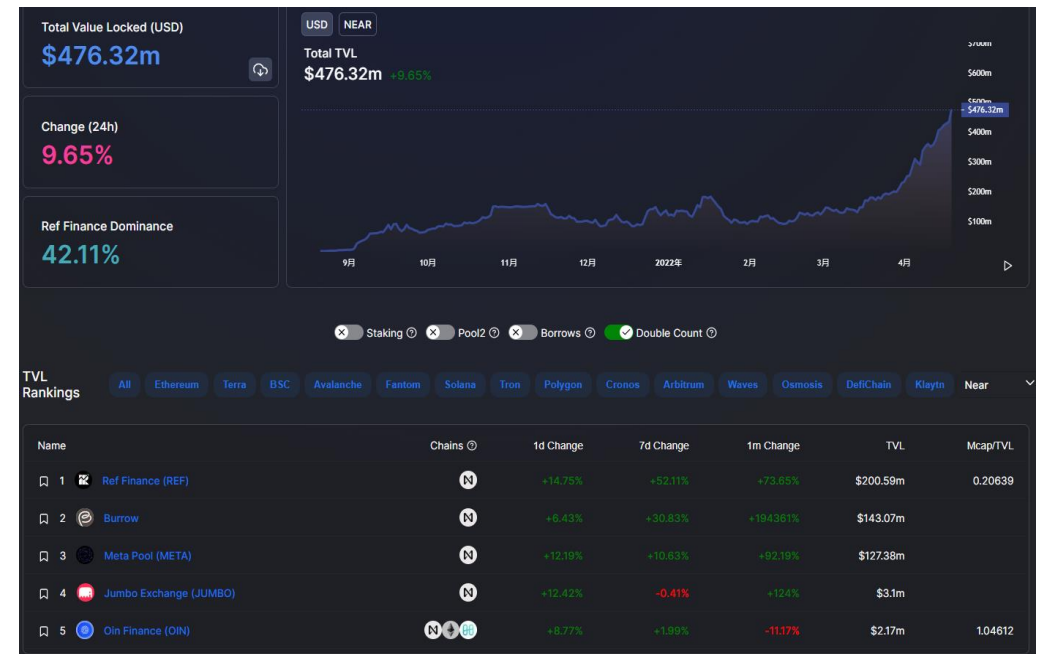 Total Value Locked (USD)
$476.32m
Change (24h)
9.65%
Ref Finance Dominance
42.11%
USD NEAR
Total TVL
$476.32m +9.65%
$700m
$600m
$500m
$476.32m
$400m
$300m
$200m
$100m
9月 10月 11月 12月 2022年 2月 3月 4月
Staking Pool2 Borrows Double Count
TVL Rankings
All Ethereum Terra BSC Avalanche Fantom Solana Tron Polygon Cronos Arbitrum Waves Osmosis DefiChain Klaytn Near
Name Chains 1d Change 7d Change 1m Change TVL Mcap/TVL
1 Ref Finance (REF) +14.75% +52.11% +73.65% $200.59m 0.20639
2 Burrow +6.43% +30.83% +194361% $143.07m
3 Meta Pool (META) +12.19% +10.63% +92.19% $127.38m
4 Jumbo Exchange (JUMBO) +12.42% -0.41% +124% $3.1m
5 Oin Finance (OIN) +8.77% +1.99% -11.17% $2.17m 1.04612